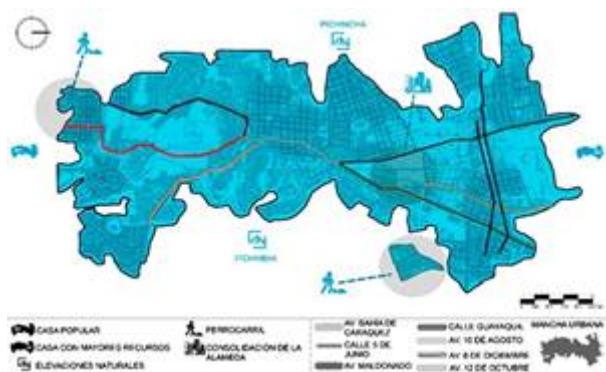 PICHINCHA
ITCHIMBIA
CASA POPULAR
CASA CON MAYORES RECURSOS
ELEVACIONES NATURALES
FERROCARRIL
CONSOLIDACIÓN DE LA
ALAMEDA
AV. BAHIA DE
CARAQUEZ
CALLE 5 DE
JUNIO
AV. MALDONADO
CALLE GUAYAQUIL
AV. 10 DE AGOSTO
AV. 6 DE DICIEMBRE
AV. 12 DE OCTUBRE
MANCHA URBANA